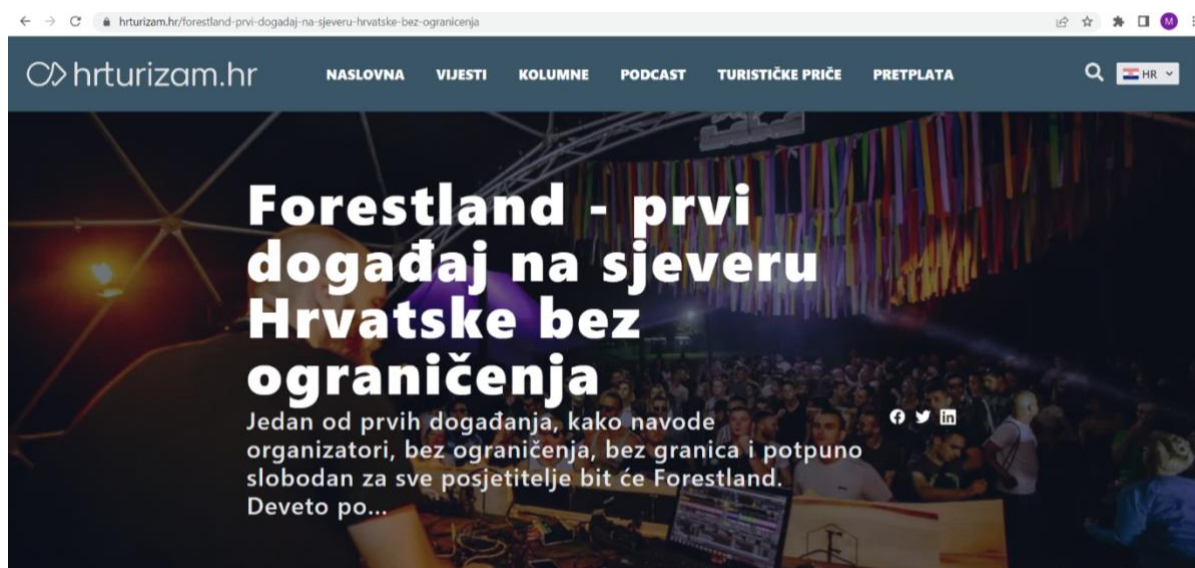 hrturizam.hr/forestland-prvi-dogadaj-na-sjeveru-hrvatske-bez-ogranicenja
M
hrturizam.hr
NASLOVNA VIJESTI KOLUMNE PODCAST TURISTIČKE PRIČE PRETPLATA
HR
Forestland - prvi
događaj na sjeveru
Hrvatske bez
ograničenja
Jedan od prvih događanja, kako navode
organizatori, bez ograničenja, bez granica i potpuno
slobodan za sve posjetitelje bit će Forestland.
Deveto po...